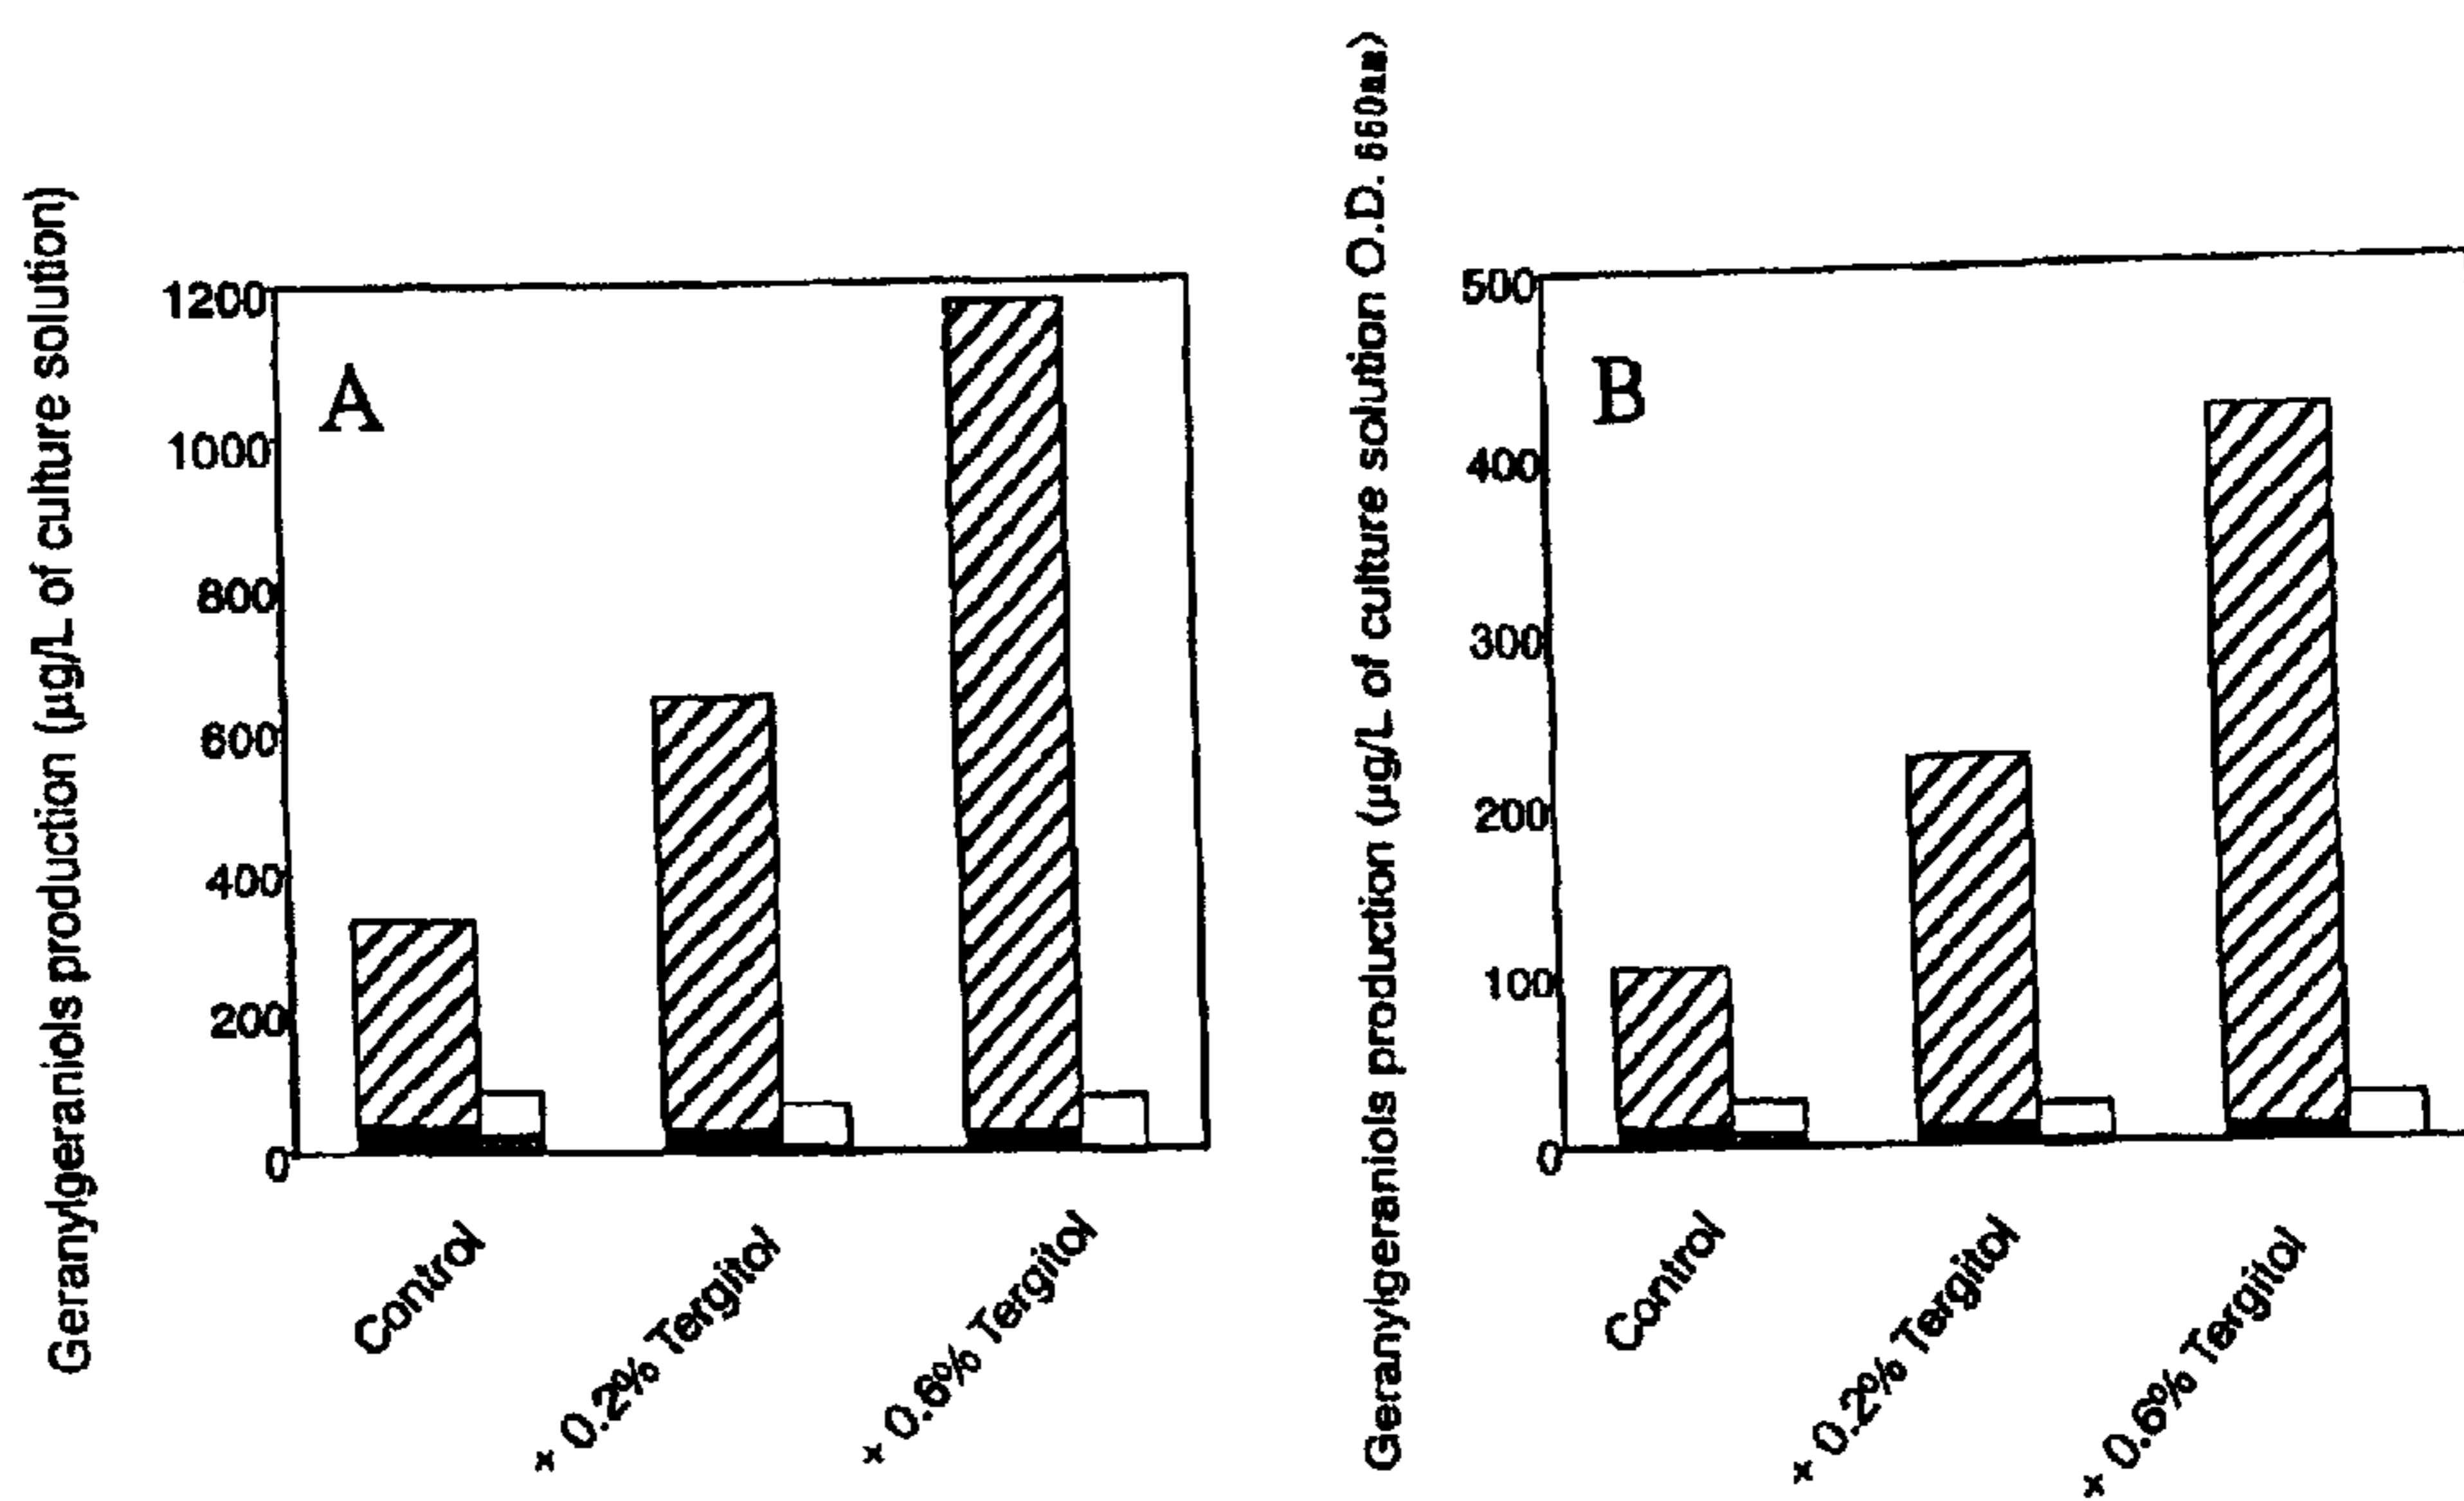 Geranylgeraniols production (µg/L of culture solution)
1200
1000
800
600
400
200
0
A
Control
+ 0.2% Tergitol
+ 0.6% Tergitol
Geranylgeraniols production (µg/L of culture solution O.D. 660nm)
500
400
300
200
100
0
B
Control
+ 0.2% Tergitol
+ 0.6% Tergitol